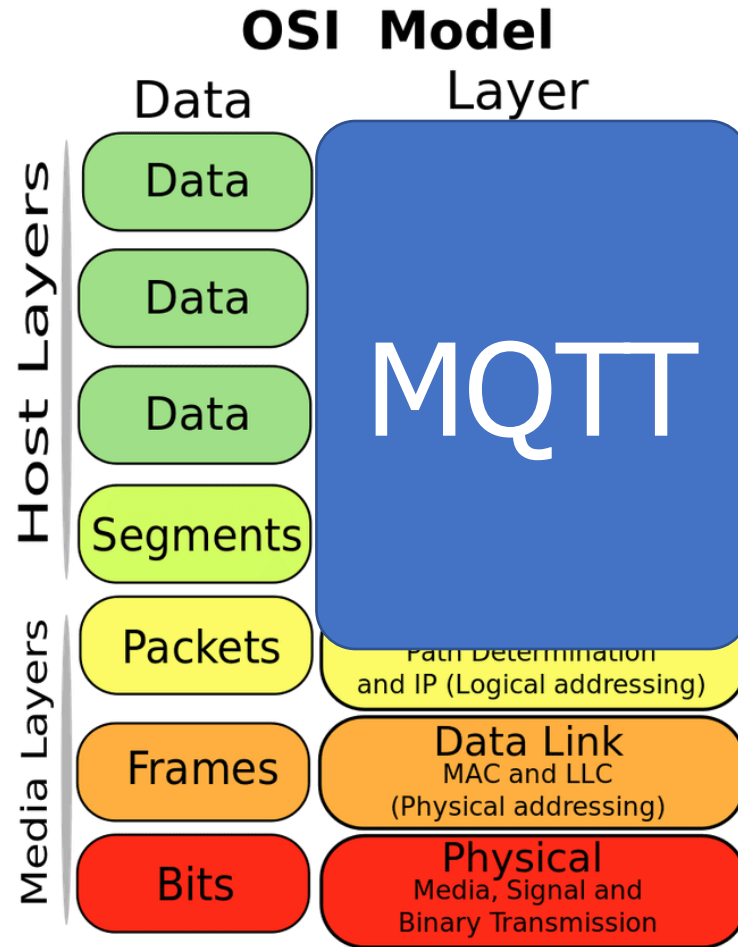 OSI Model
Data
Layer
Host Layers
Data
Data
Data
Segments
MQTT
Media Layers
Packets
Path Determination
and IP (Logical addressing)
Frames
Data Link
MAC and LLC
(Physical addressing)
Bits
Physical
Media, Signal and
Binary Transmission